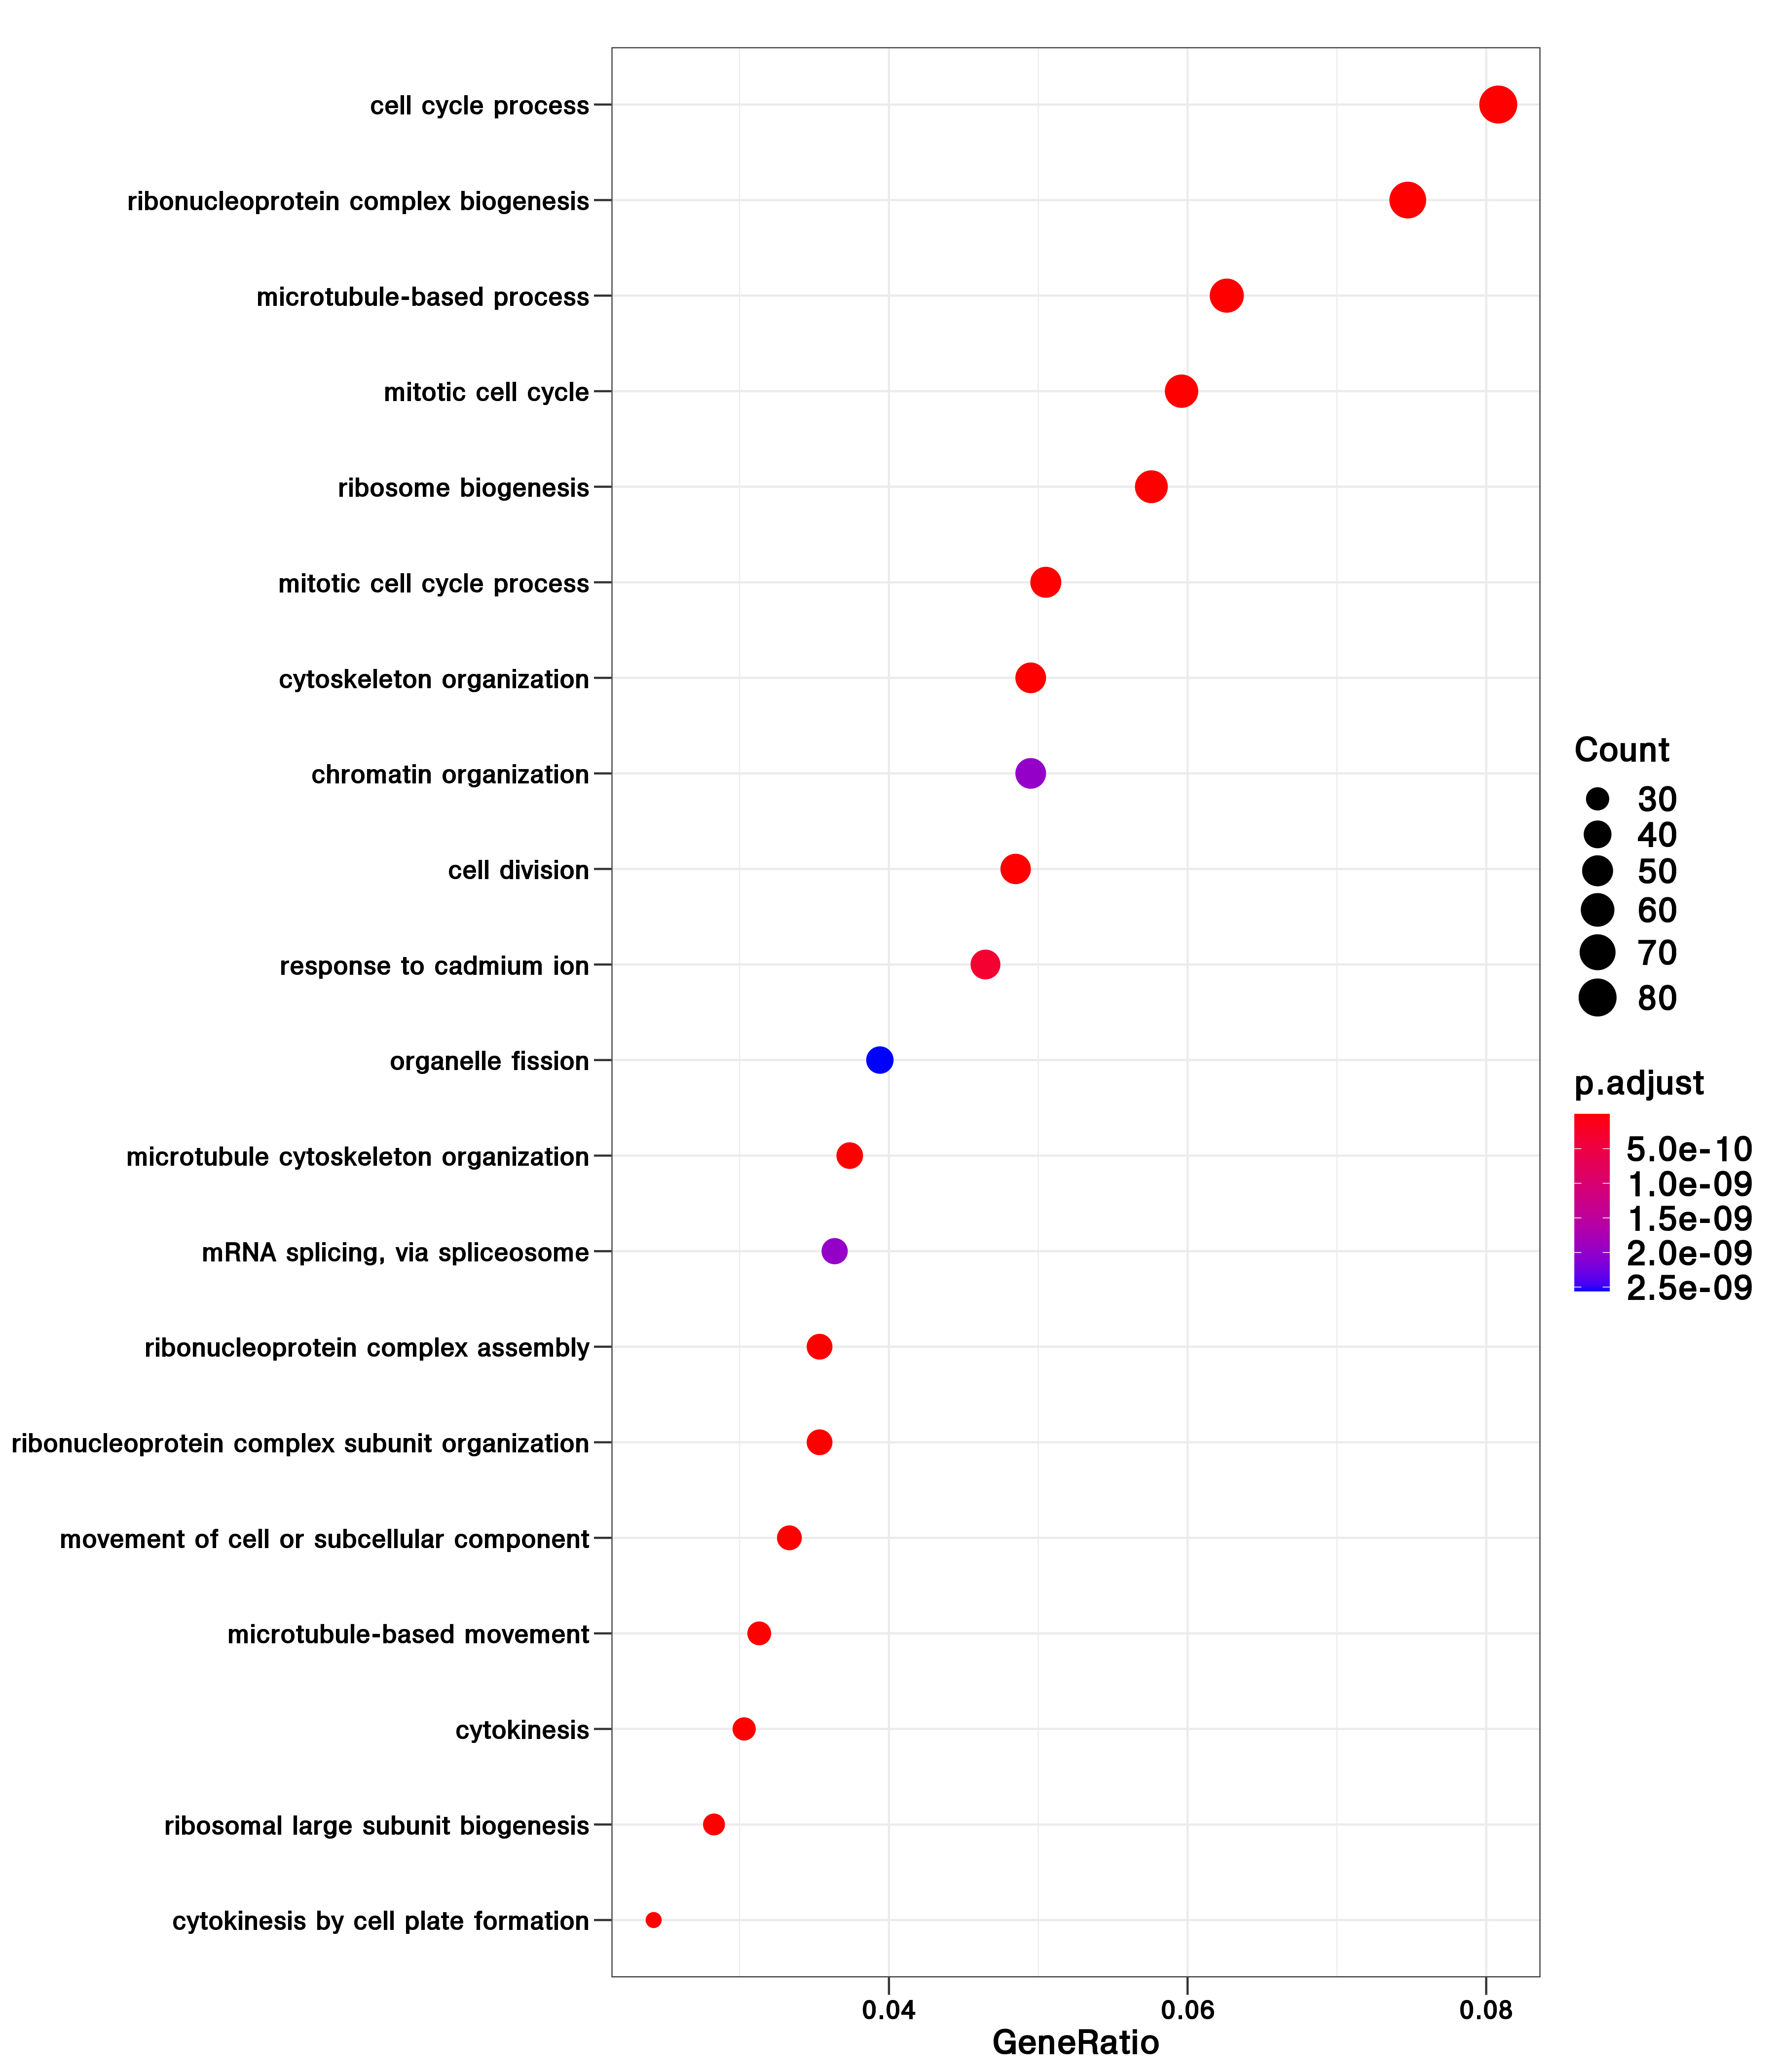 cell cycle process
ribonucleoprotein complex biogenesis
microtubule-based process
mitotic cell cycle
ribosome biogenesis
mitotic cell cycle process
cytoskeleton organization
chromatin organization
cell division
response to cadmium ion
organelle fission
microtubule cytoskeleton organization
mRNA splicing, via spliceosome
ribonucleoprotein complex assembly
ribonucleoprotein complex subunit organization
movement of cell or subcellular component
microtubule-based movement
cytokinesis
ribosomal large subunit biogenesis
cytokinesis by cell plate formation
0.04 0.06 0.08
GeneRatio
Count
30
40
50
60
70
80
p.adjust
5.0e-10
1.0e-09
1.5e-09
2.0e-09
2.5e-09